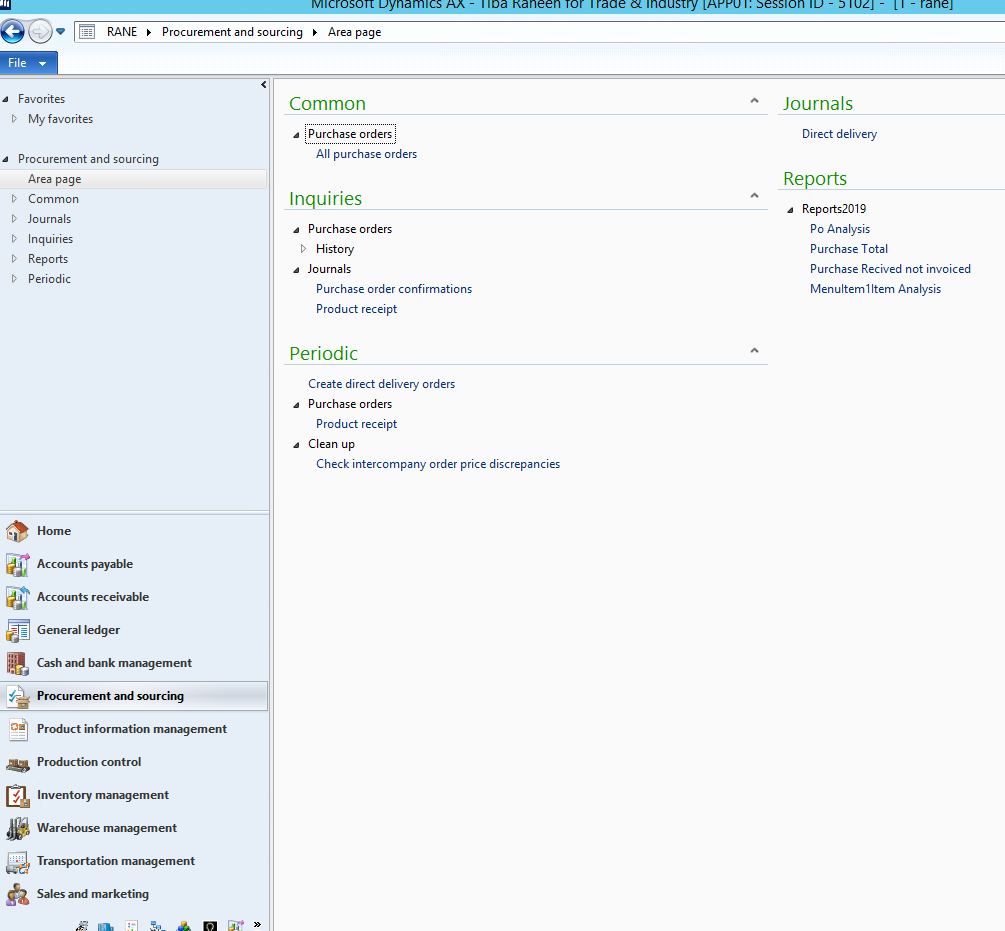 Microsoft Dynamics AX - Tiba Raneen for Trade & Industry [APP01: Session ID - 5102] - [1 - rane]
RANE Procurement and sourcing Area page
File
Favorites
My favorites
Procurement and sourcing
Area page
Common
Journals
Inquiries
Reports
Periodic
Home
Accounts payable
Accounts receivable
General ledger
Cash and bank management
Procurement and sourcing
Product information management
Production control
Inventory management
Warehouse management
Transportation management
Sales and marketing
Common
Purchase orders
All purchase orders
Inquiries
Purchase orders
History
Journals
Purchase order confirmations
Product receipt
Periodic
Create direct delivery orders
Purchase orders
Product receipt
Clean up
Check intercompany order price discrepancies
Journals
Direct delivery
Reports
Reports2019
Po Analysis
Purchase Total
Purchase Recived not invoiced
MenuItem1Item Analysis